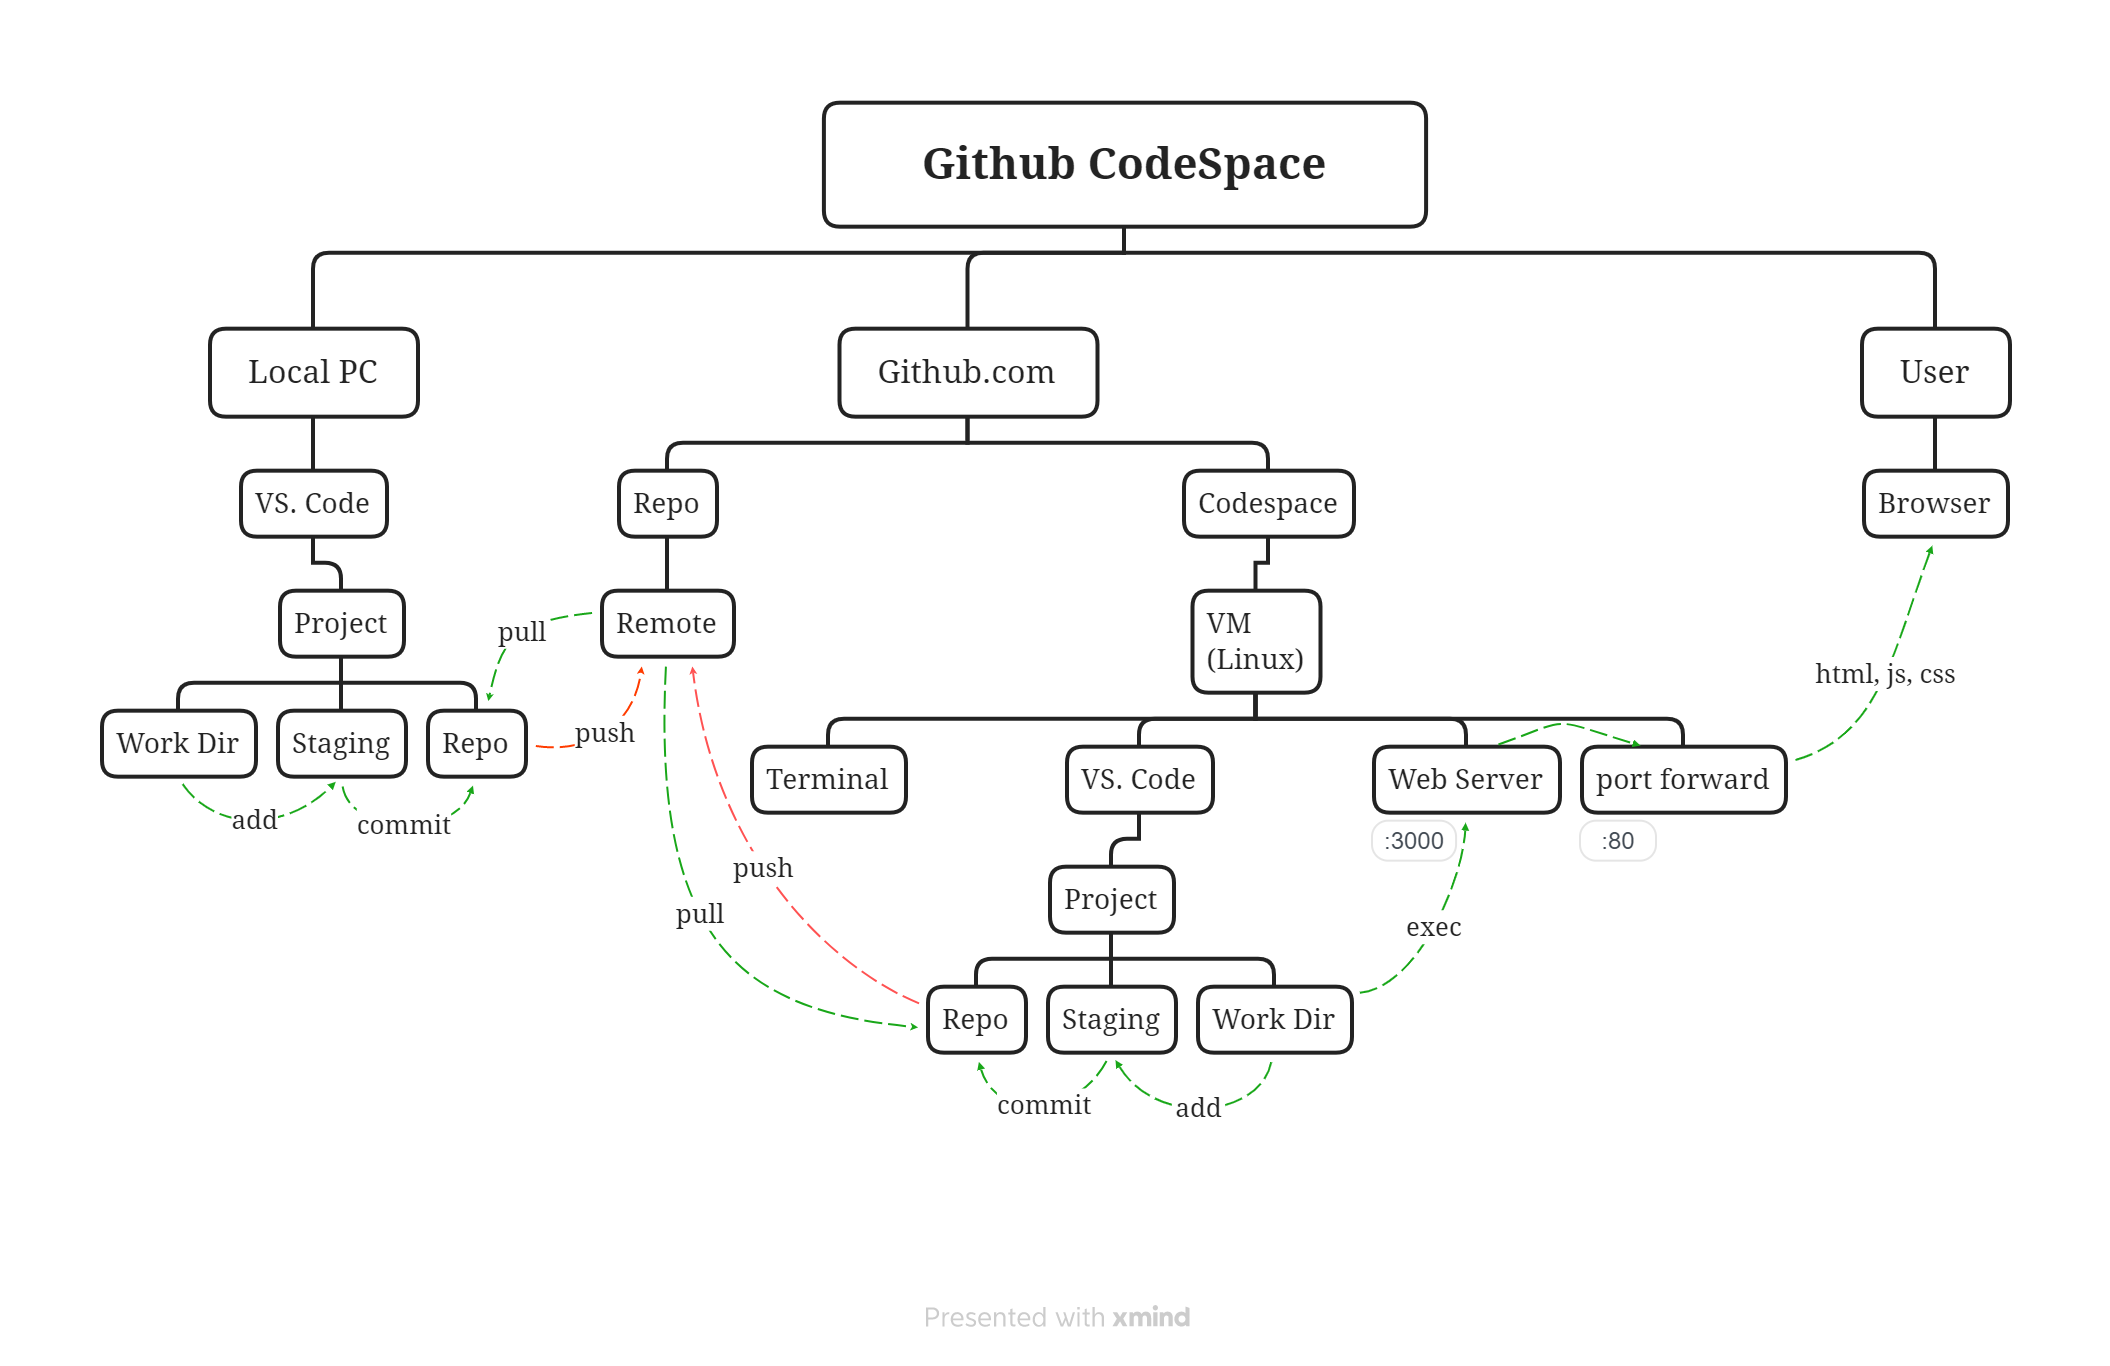 Github CodeSpace
Local PC
Github.com
User
VS. Code
Repo
Codespace
Browser
Project
Remote
VM
(Linux)
pull
push
html, js, css
Work Dir
Staging
Repo
add
commit
Terminal
VS. Code
Web Server
port forward
:3000
:80
push
pull
Project
exec
Repo
Staging
Work Dir
commit
add
Presented with xmind